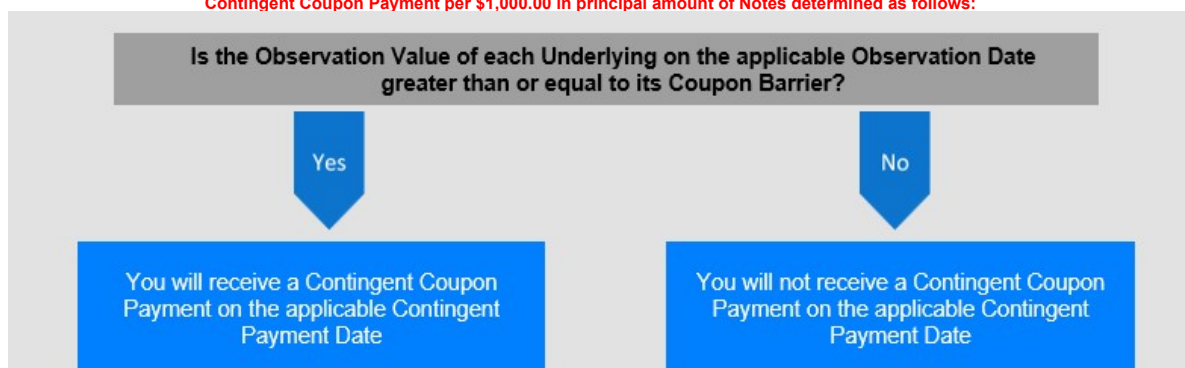 Contingent Coupon Payment per $1,000.00 in principal amount of Notes determined as follows:
Is the Observation Value of each Underlying on the applicable Observation Date
greater than or equal to its Coupon Barrier?
Yes
No
You will receive a Contingent Coupon
Payment on the applicable Contingent
Payment Date
You will not receive a Contingent Coupon
Payment on the applicable Contingent
Payment Date